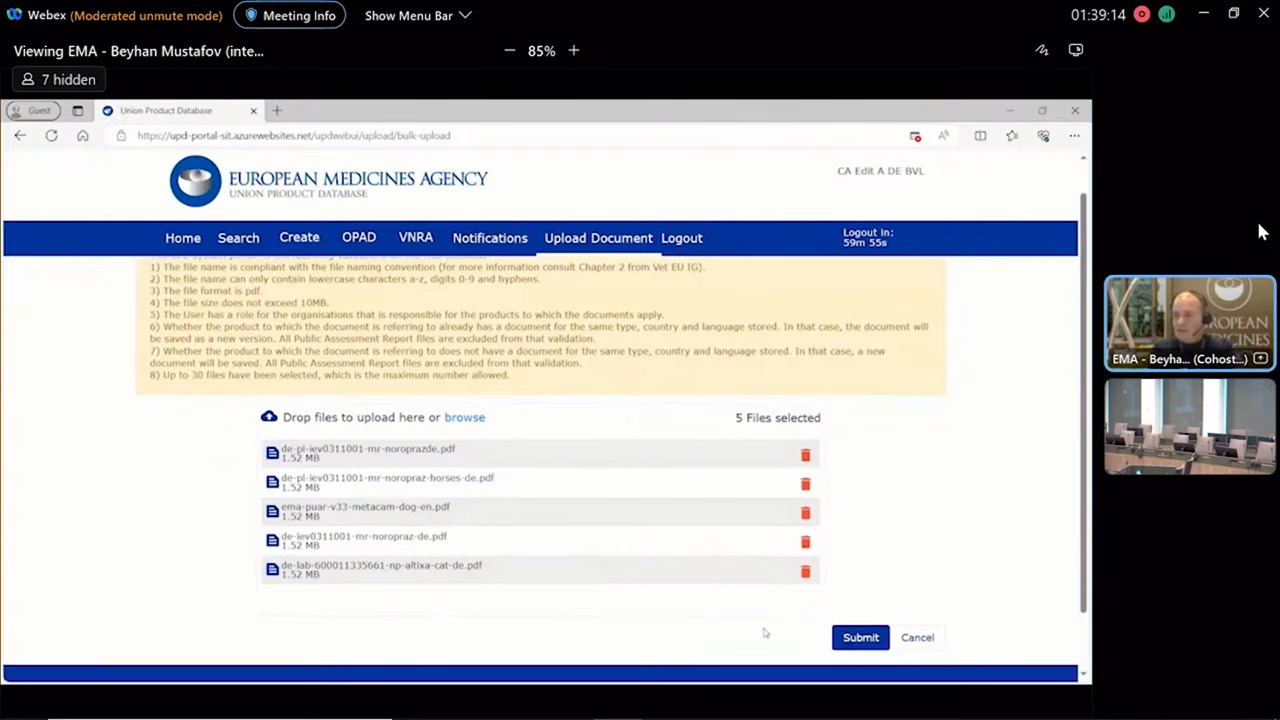 Webex (Moderated unmute mode) Meeting Info Show Menu Bar 01:39:14
Viewing EMA - Beyhan Mustafov (inte... 85%
7 hidden
Guest Union Product Database
https://upd-portal-sit.azurewebsites.net/updwebui/upload/bulk-upload
EUROPEAN MEDICINES AGENCY
UNION PRODUCT DATABASE
CA Edit A DE BVL
Home Search Create OPAD VNRA Notifications Upload Document Logout
Logout In:
59m 55s
1) The file name is compliant with the file naming convention (for more information consult Chapter 2 from Vet EU IG).
2) The file name can only contain lowercase characters a-z, digits 0-9 and hyphens.
3) The file format is pdf.
4) The file size does not exceed 10MB.
5) The User has a role for the organisations that is responsible for the products to which the documents apply.
6) Whether the product to which the document is referring to already has a document for the same type, country and language stored. In that case, the document will
be saved as a new version. All Public Assessment Report files are excluded from that validation.
7) Whether the product to which the document is referring to does not have a document for the same type, country and language stored. In that case, a new
document will be saved. All Public Assessment Report files are excluded from that validation.
8) Up to 30 files have been selected, which is the maximum number allowed.
Drop files to upload here or browse
5 Files selected
de-pl-iev0311001-mr-noroprazde.pdf
1.52 MB
de-pl-iev0311001-mr-noropraz-horses-de.pdf
1.52 MB
ema-puar-v33-metacam-dog-en.pdf
1.52 MB
de-iev0311001-mr-noropraz-de.pdf
1.52 MB
de-lab-600011335661-np-altixa-cat-de.pdf
1.52 MB
Submit Cancel
EUROPEAN
MEDICINES
EMA - Beyha... (Cohost...)